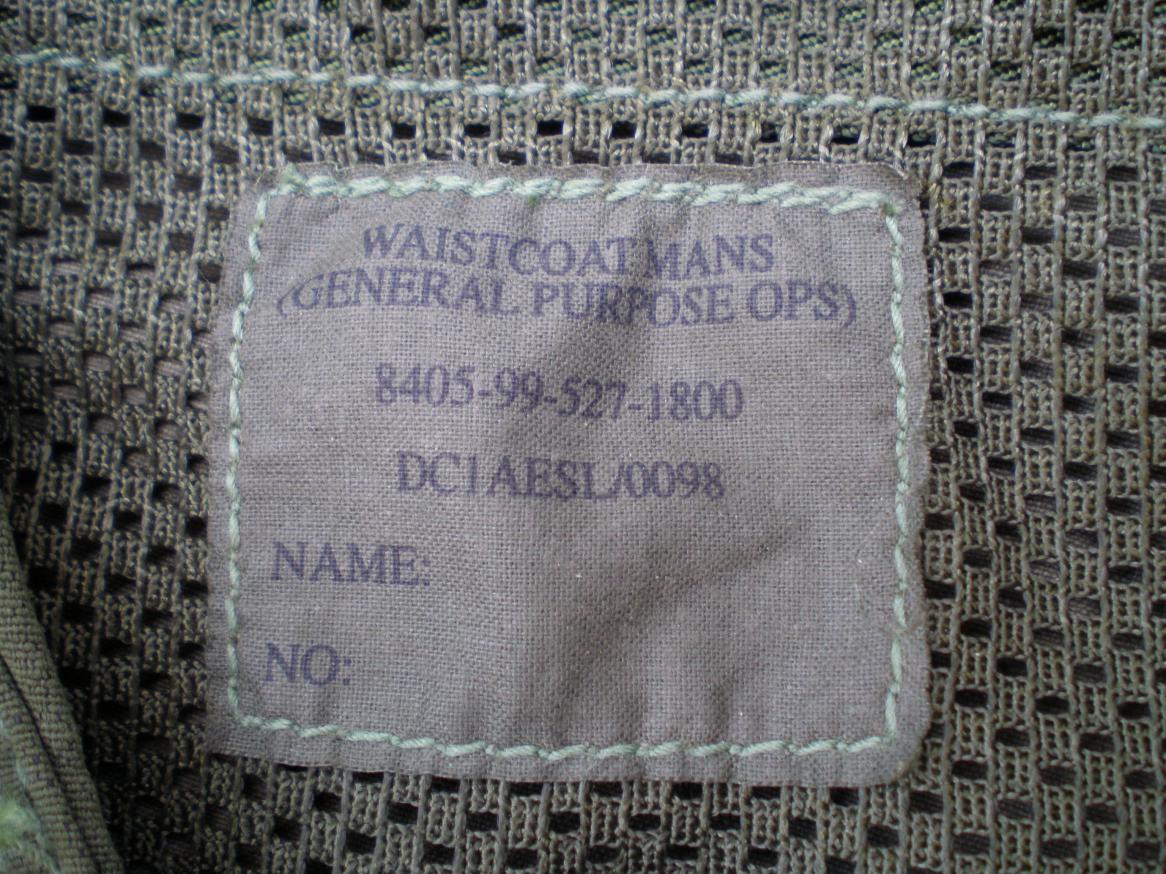 WAISTCOAT MANS
(GENERAL PURPOSE OPS)
8405-99-527-1800
DC1AESL/0098
NAME:
NO: